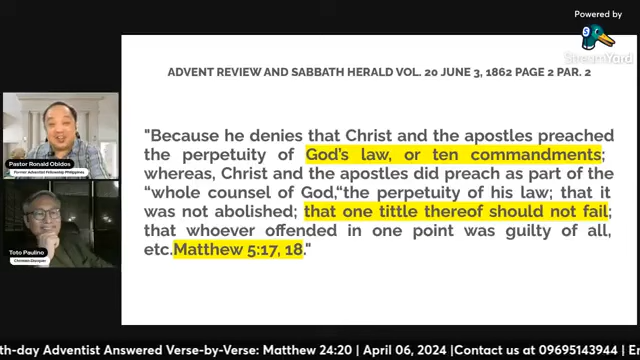 Powered by
StreamYard
ADVENT REVIEW AND SABBATH HERALD VOL. 20 JUNE 3, 1862 PAGE 2 PAR. 2
"Because he denies that Christ and the apostles preached
the perpetuity of God's law, or ten commandments;
whereas, Christ and the apostles did preach as part of the
“whole counsel of God,“the perpetuity of his law; that it
was not abolished; that one tittle thereof should not fail;
that whoever offended in one point was guilty of all,
etc.Matthew 5:17, 18."
Pastor Ronald Obidos
Former Adventist Fellowship Philippines
Toto Paulino
Christian Disciple
th-day Adventist Answered Verse-by-Verse: Matthew 24:20 | April 06, 2024 |Contact us at 09695143944 | E